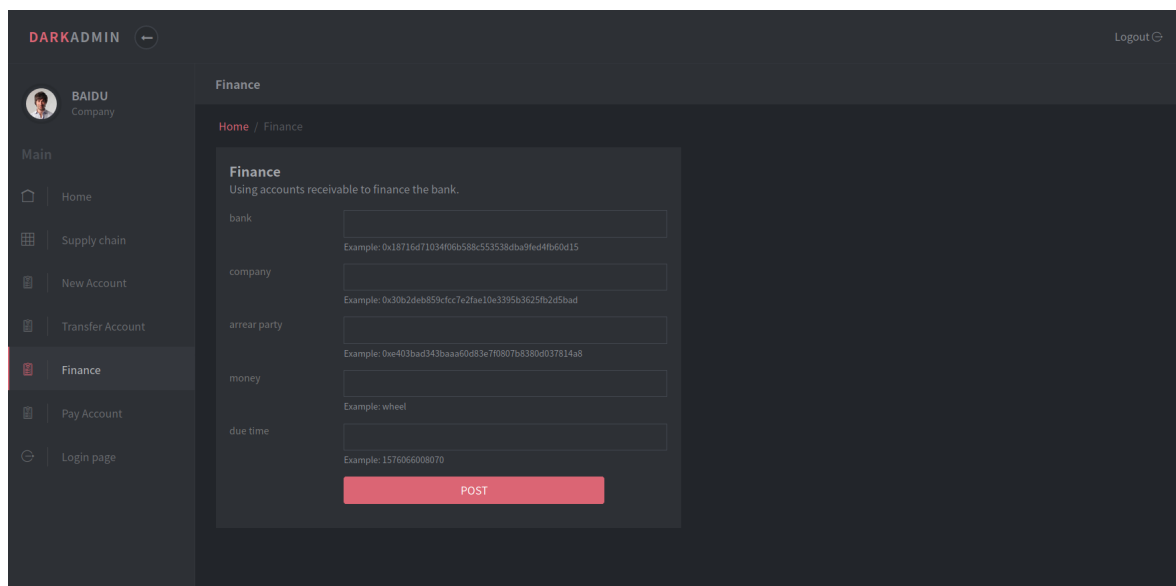 DARKADMIN
Logout
BAIDU
Company
Main
Home
Supply chain
New Account
Transfer Account
Finance
Pay Account
Login page
Finance
Home / Finance
Finance
Using accounts receivable to finance the bank.
bank
Example: 0x18716d71034f06b588c553538dba9fed4fb60d15
company
Example: 0x30b2deb859cfcc7e2fae10e3395b3625fb2d5bad
arrear party
Example: 0xe403bad343baaa60d83e7f0807b8380d037814a8
money
Example: wheel
due time
Example: 1576066008070
POST